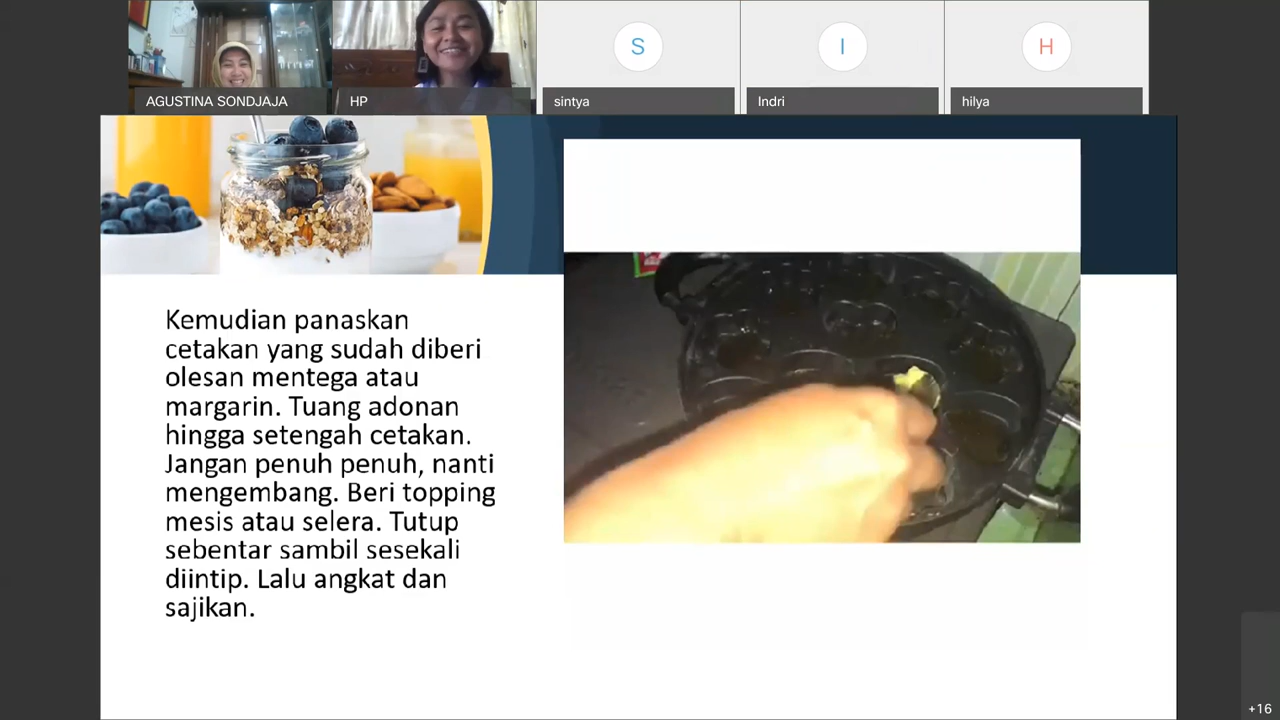 S
I
H
AGUSTINA SONDJAJA
HP
sintya
Indri
hilya
Kemudian panaskan
cetakan yang sudah diberi
olesan mentega atau
margarin. Tuang adonan
hingga setengah cetakan.
Jangan penuh penuh, nanti
mengembang. Beri topping
mesis atau selera. Tutup
sebentar sambil sesekali
diintip. Lalu angkat dan
sajikan.
+16